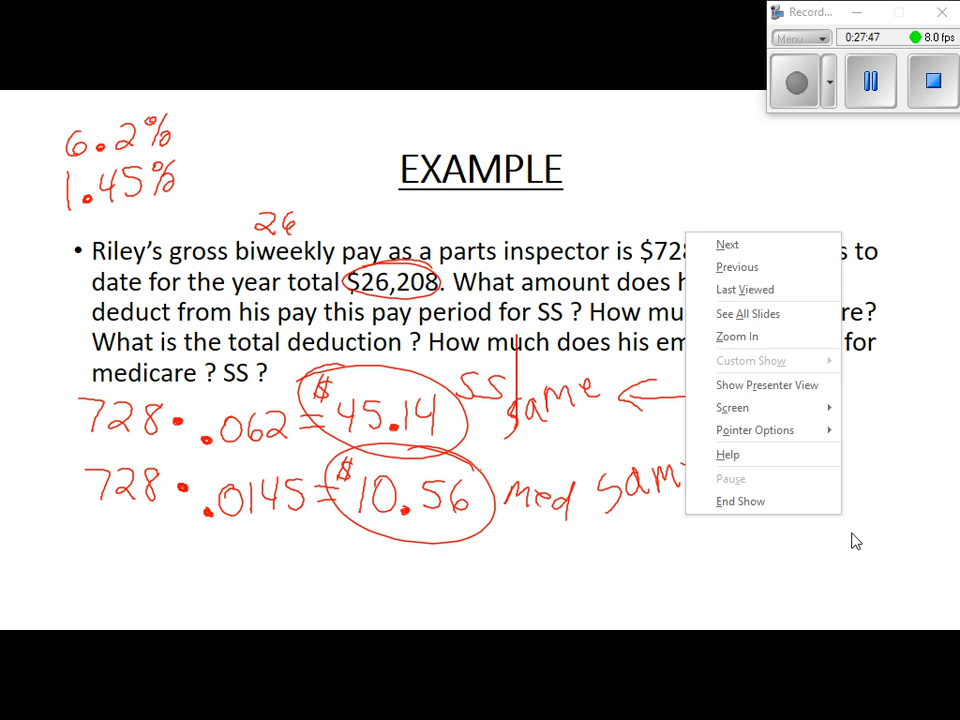 Record...
Menu
0:27:47
8.0 fps
6.2%
1.45%
EXAMPLE
26
• Riley's gross biweekly pay as a parts inspector is $728 s to
date for the year total $26,208. What amount does h
deduct from his pay this pay period for SS ? How mu re?
What is the total deduction ? How much does his em for
medicare ? SS ?
728 . .062 = $45.14 SS same
728 . .0145 = $10.56 med sam
Next
Previous
Last Viewed
See All Slides
Zoom In
Custom Show
Show Presenter View
Screen
Pointer Options
Help
Pause
End Show